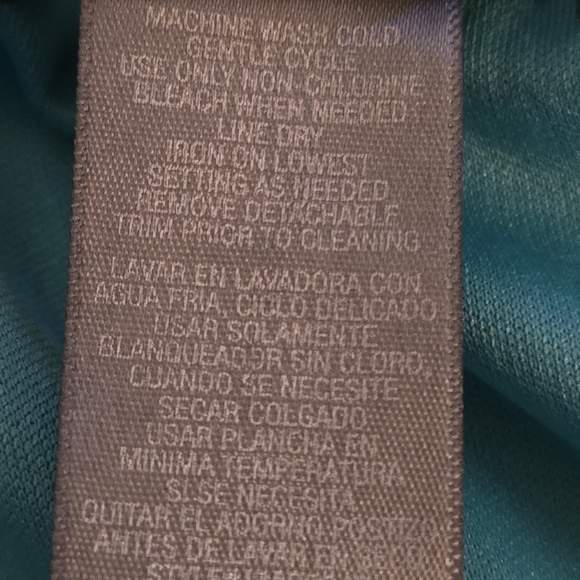 MACHINE WASH COLD
GENTLE CYCLE
USE ONLY NON-CHLORINE
BLEACH WHEN NEEDED
LINE DRY
IRON ON LOWEST
SETTING AS NEEDED
REMOVE DETACHABLE
TRIM PRIOR TO CLEANING
LAVAR EN LAVADORA CON
AGUA FRIA, CICLO DELICADO
USAR SOLAMENTE
BLANQUEADOR SIN CLORO,
CUANDO SE NECESITE
SECAR COLGADO
USAR PLANCHA EN
MINIMA TEMPERATURA
SI SE NECESITA
QUITAR EL ADORNO POSTIZO
ANTES DE LAVAR EN SECO